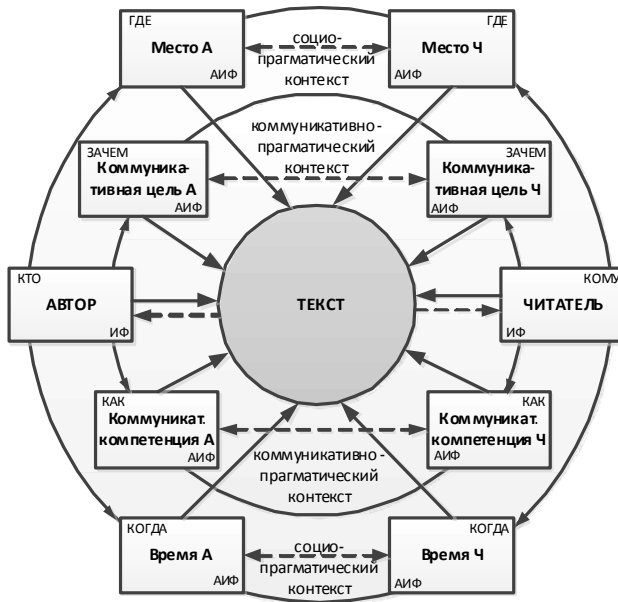 ГДЕ
Место А
АИФ
социо-
прагматический
контекст
ГДЕ
Место Ч
АИФ
коммуникативно-
прагматический
контекст
ЗАЧЕМ
Коммуника-
тивная цель А
АИФ
ЗАЧЕМ
Коммуника-
тивная цель Ч
АИФ
КТО
АВТОР
ИФ
ТЕКСТ
КОМУ
ЧИТАТЕЛЬ
ИФ
КАК
Коммуникат.
компетенция А
АИФ
КАК
Коммуникат.
компетенция Ч
АИФ
коммуникативно -
прагматический
контекст
КОГДА
Время А
АИФ
социо-
прагматический
контекст
КОГДА
Время Ч
АИФ